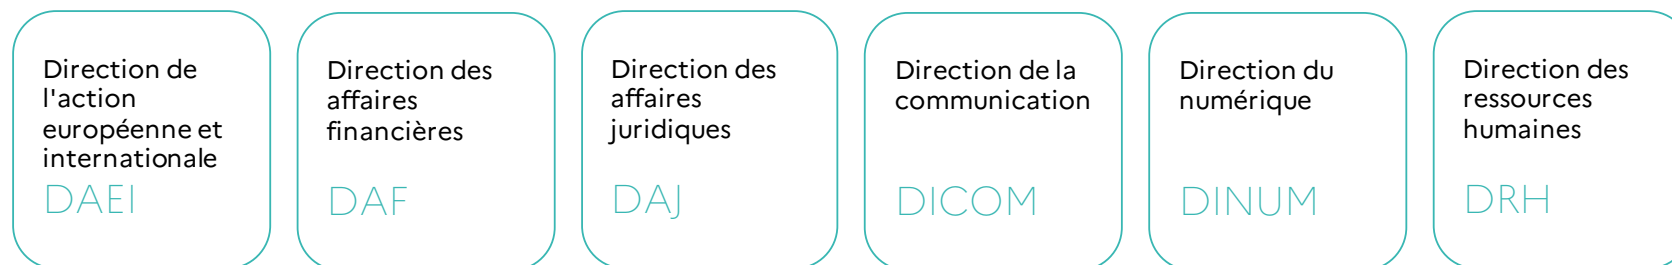 Direction de
l'action
européenne et
internationale
DAEI
Direction des
affaires
financières
DAF
Direction des
affaires
juridiques
DAJ
Direction de la
communication
DICOM
Direction du
numérique
DINUM
Direction des
ressources
humaines
DRH